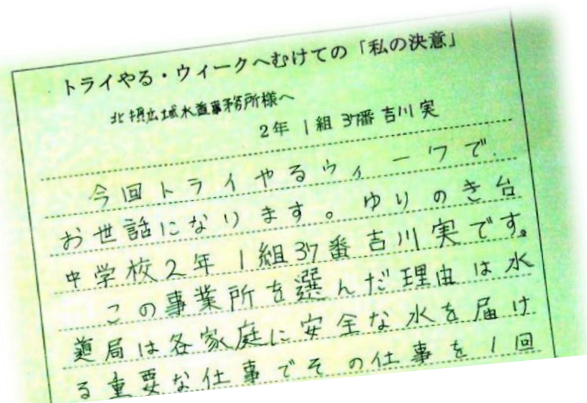 トライやる・ウィークへむけての「私の決意」
北摂広域水道事務所様へ
2年 1組 37番 吉川 実
今回トライやるウィークで、
お世話になります。ゆりのき台
中学校2年1組37番吉川実です。
この事業所を選んだ理由は水
道局は各家庭に安全な水を届け
る重要な仕事でその仕事を1回